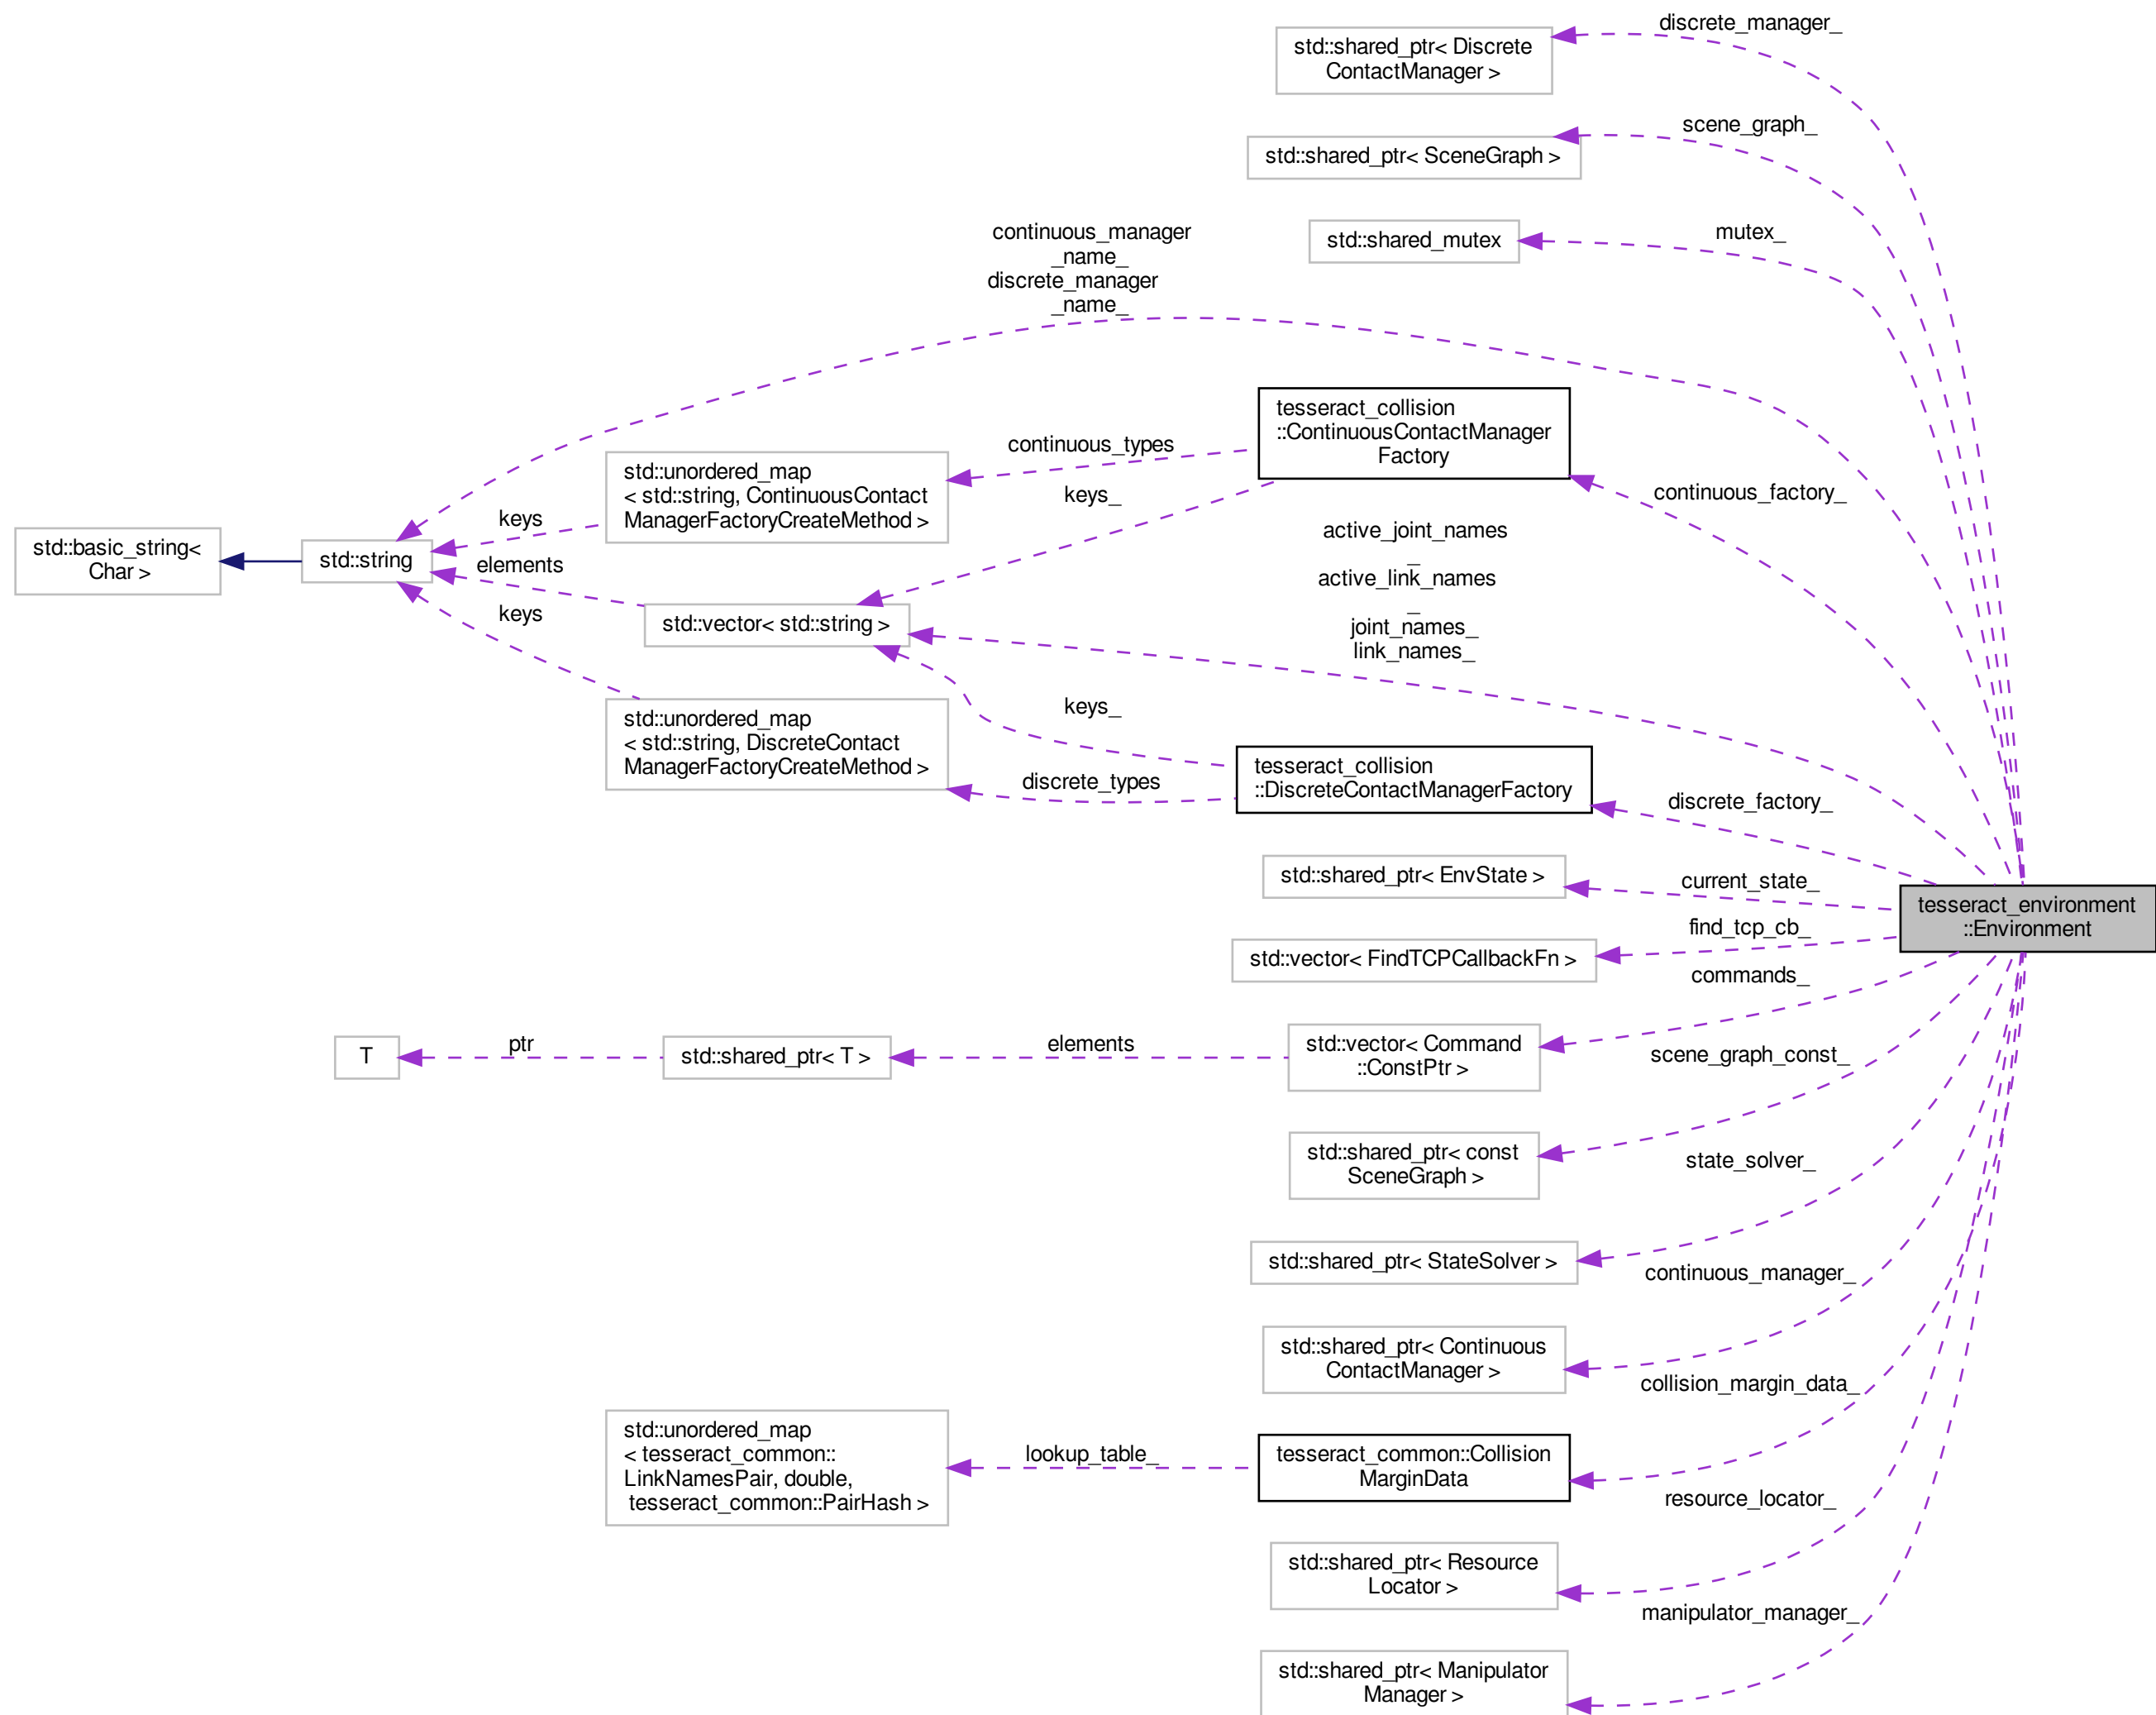 discrete_manager_
std::shared_ptr< Discrete
ContactManager >
scene_graph_
std::shared_ptr< SceneGraph >
mutex_
std::shared_mutex
continuous_manager
_name_
discrete_manager
_name_
tesseract_collision
::ContinuousContactManager
Factory
continuous_types
std::unordered_map
< std::string, ContinuousContact
ManagerFactoryCreateMethod >
keys_
continuous_factory_
keys
std::basic_string<
Char >
std::string
elements
active_joint_names
_
active_link_names
_
joint_names_
link_names_
keys
std::vector< std::string >
std::unordered_map
< std::string, DiscreteContact
ManagerFactoryCreateMethod >
keys_
tesseract_collision
::DiscreteContactManagerFactory
discrete_types
discrete_factory_
std::shared_ptr< EnvState >
current_state_
tesseract_environment
::Environment
find_tcp_cb_
std::vector< FindTCPCallbackFn >
commands_
T
ptr
std::shared_ptr< T >
elements
std::vector< Command
::ConstPtr >
scene_graph_const_
std::shared_ptr< const
SceneGraph >
state_solver_
std::shared_ptr< StateSolver >
continuous_manager_
std::shared_ptr< Continuous
ContactManager >
collision_margin_data_
std::unordered_map
< tesseract_common::
LinkNamesPair, double,
tesseract_common::PairHash >
lookup_table_
tesseract_common::Collision
MarginData
resource_locator_
std::shared_ptr< Resource
Locator >
manipulator_manager_
std::shared_ptr< Manipulator
Manager >